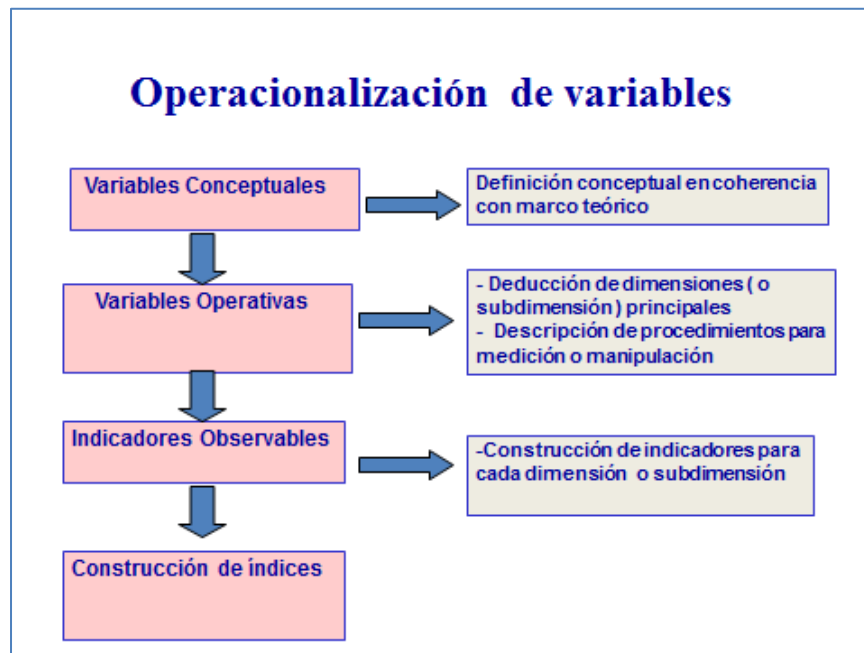 Operacionalización de variables
Variables Conceptuales
Definición conceptual en coherencia
con marco teórico
Variables Operativas
- Deducción de dimensiones ( o
subdimensión ) principales
- Descripción de procedimientos para
medición o manipulación
Indicadores Observables
-Construcción de indicadores para
cada dimensión o subdimensión
Construcción de índices